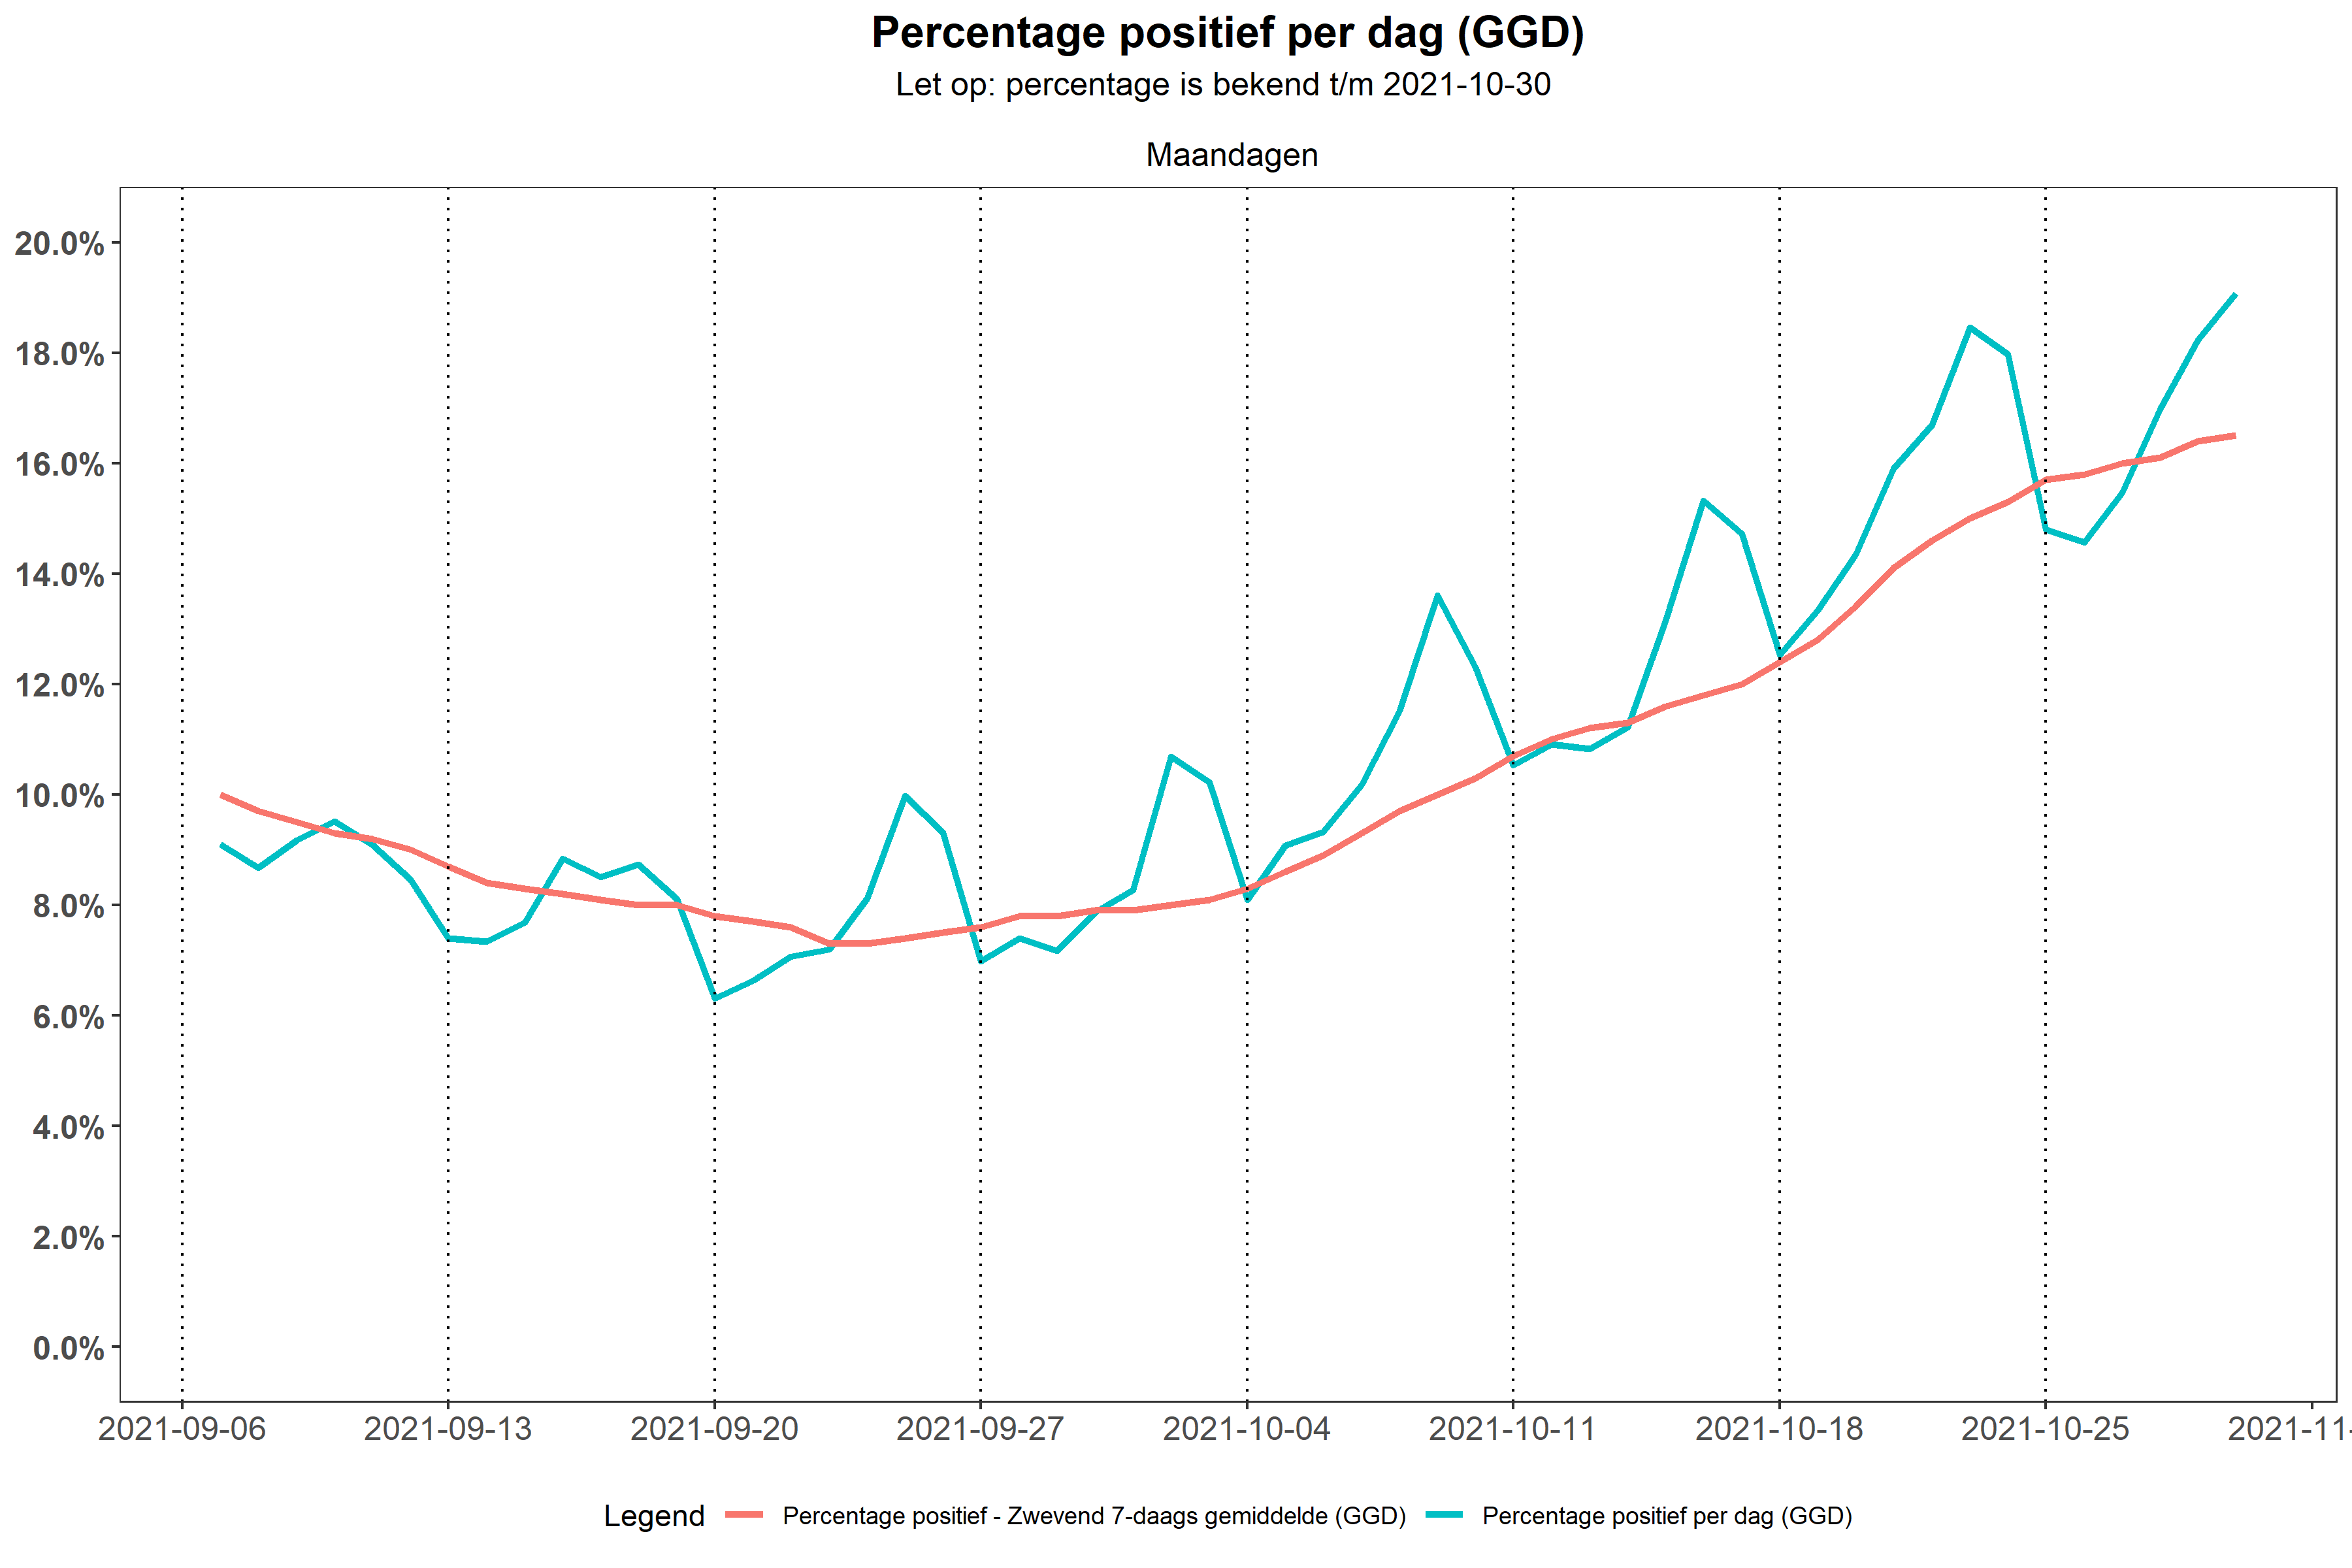 Percentage positief per dag (GGD)
Let op: percentage is bekend t/m 2021-10-30
Maandagen
20.0%
18.0%
16.0%
14.0%
12.0%
10.0%
8.0%
6.0%
4.0%
2.0%
0.0%
2021-09-06 2021-09-13 2021-09-20 2021-09-27 2021-10-04 2021-10-11 2021-10-18 2021-10-25 2021-11-
Legend Percentage positief - Zwevend 7-daags gemiddelde (GGD) Percentage positief per dag (GGD)